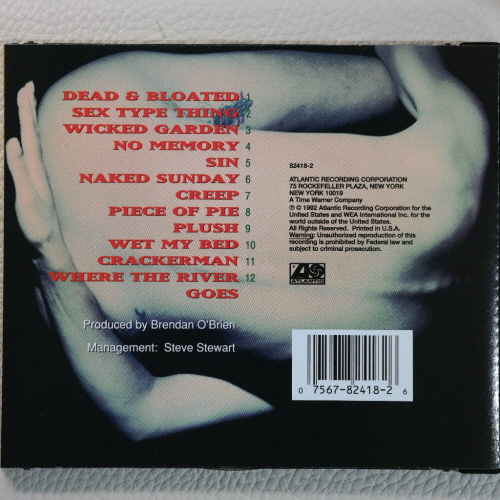 DEAD & BLOATED 1
SEX TYPE THING 2
WICKED GARDEN 3
NO MEMORY 4
SIN 5
NAKED SUNDAY 6
CREEP 7
PIECE OF PIE 8
PLUSH 9
WET MY BED 10
CRACKERMAN 11
WHERE THE RIVER 12
GOES
Produced by Brendan O'Brien
Management: Steve Stewart
82418-2
ATLANTIC RECORDING CORPORATION
75 ROCKEFELLER PLAZA, NEW YORK
NEW YORK 10019
A Time Warner Company
℗ © 1992 Atlantic Recording Corporation for the
United States and WEA International Inc. for the
world outside of the United States.
All Rights Reserved. Printed in U.S.A.
Warning: Unauthorized reproduction of this
recording is prohibited by Federal law and
subject to criminal prosecution.
ATLANTIC
0 7567-82418-2 6